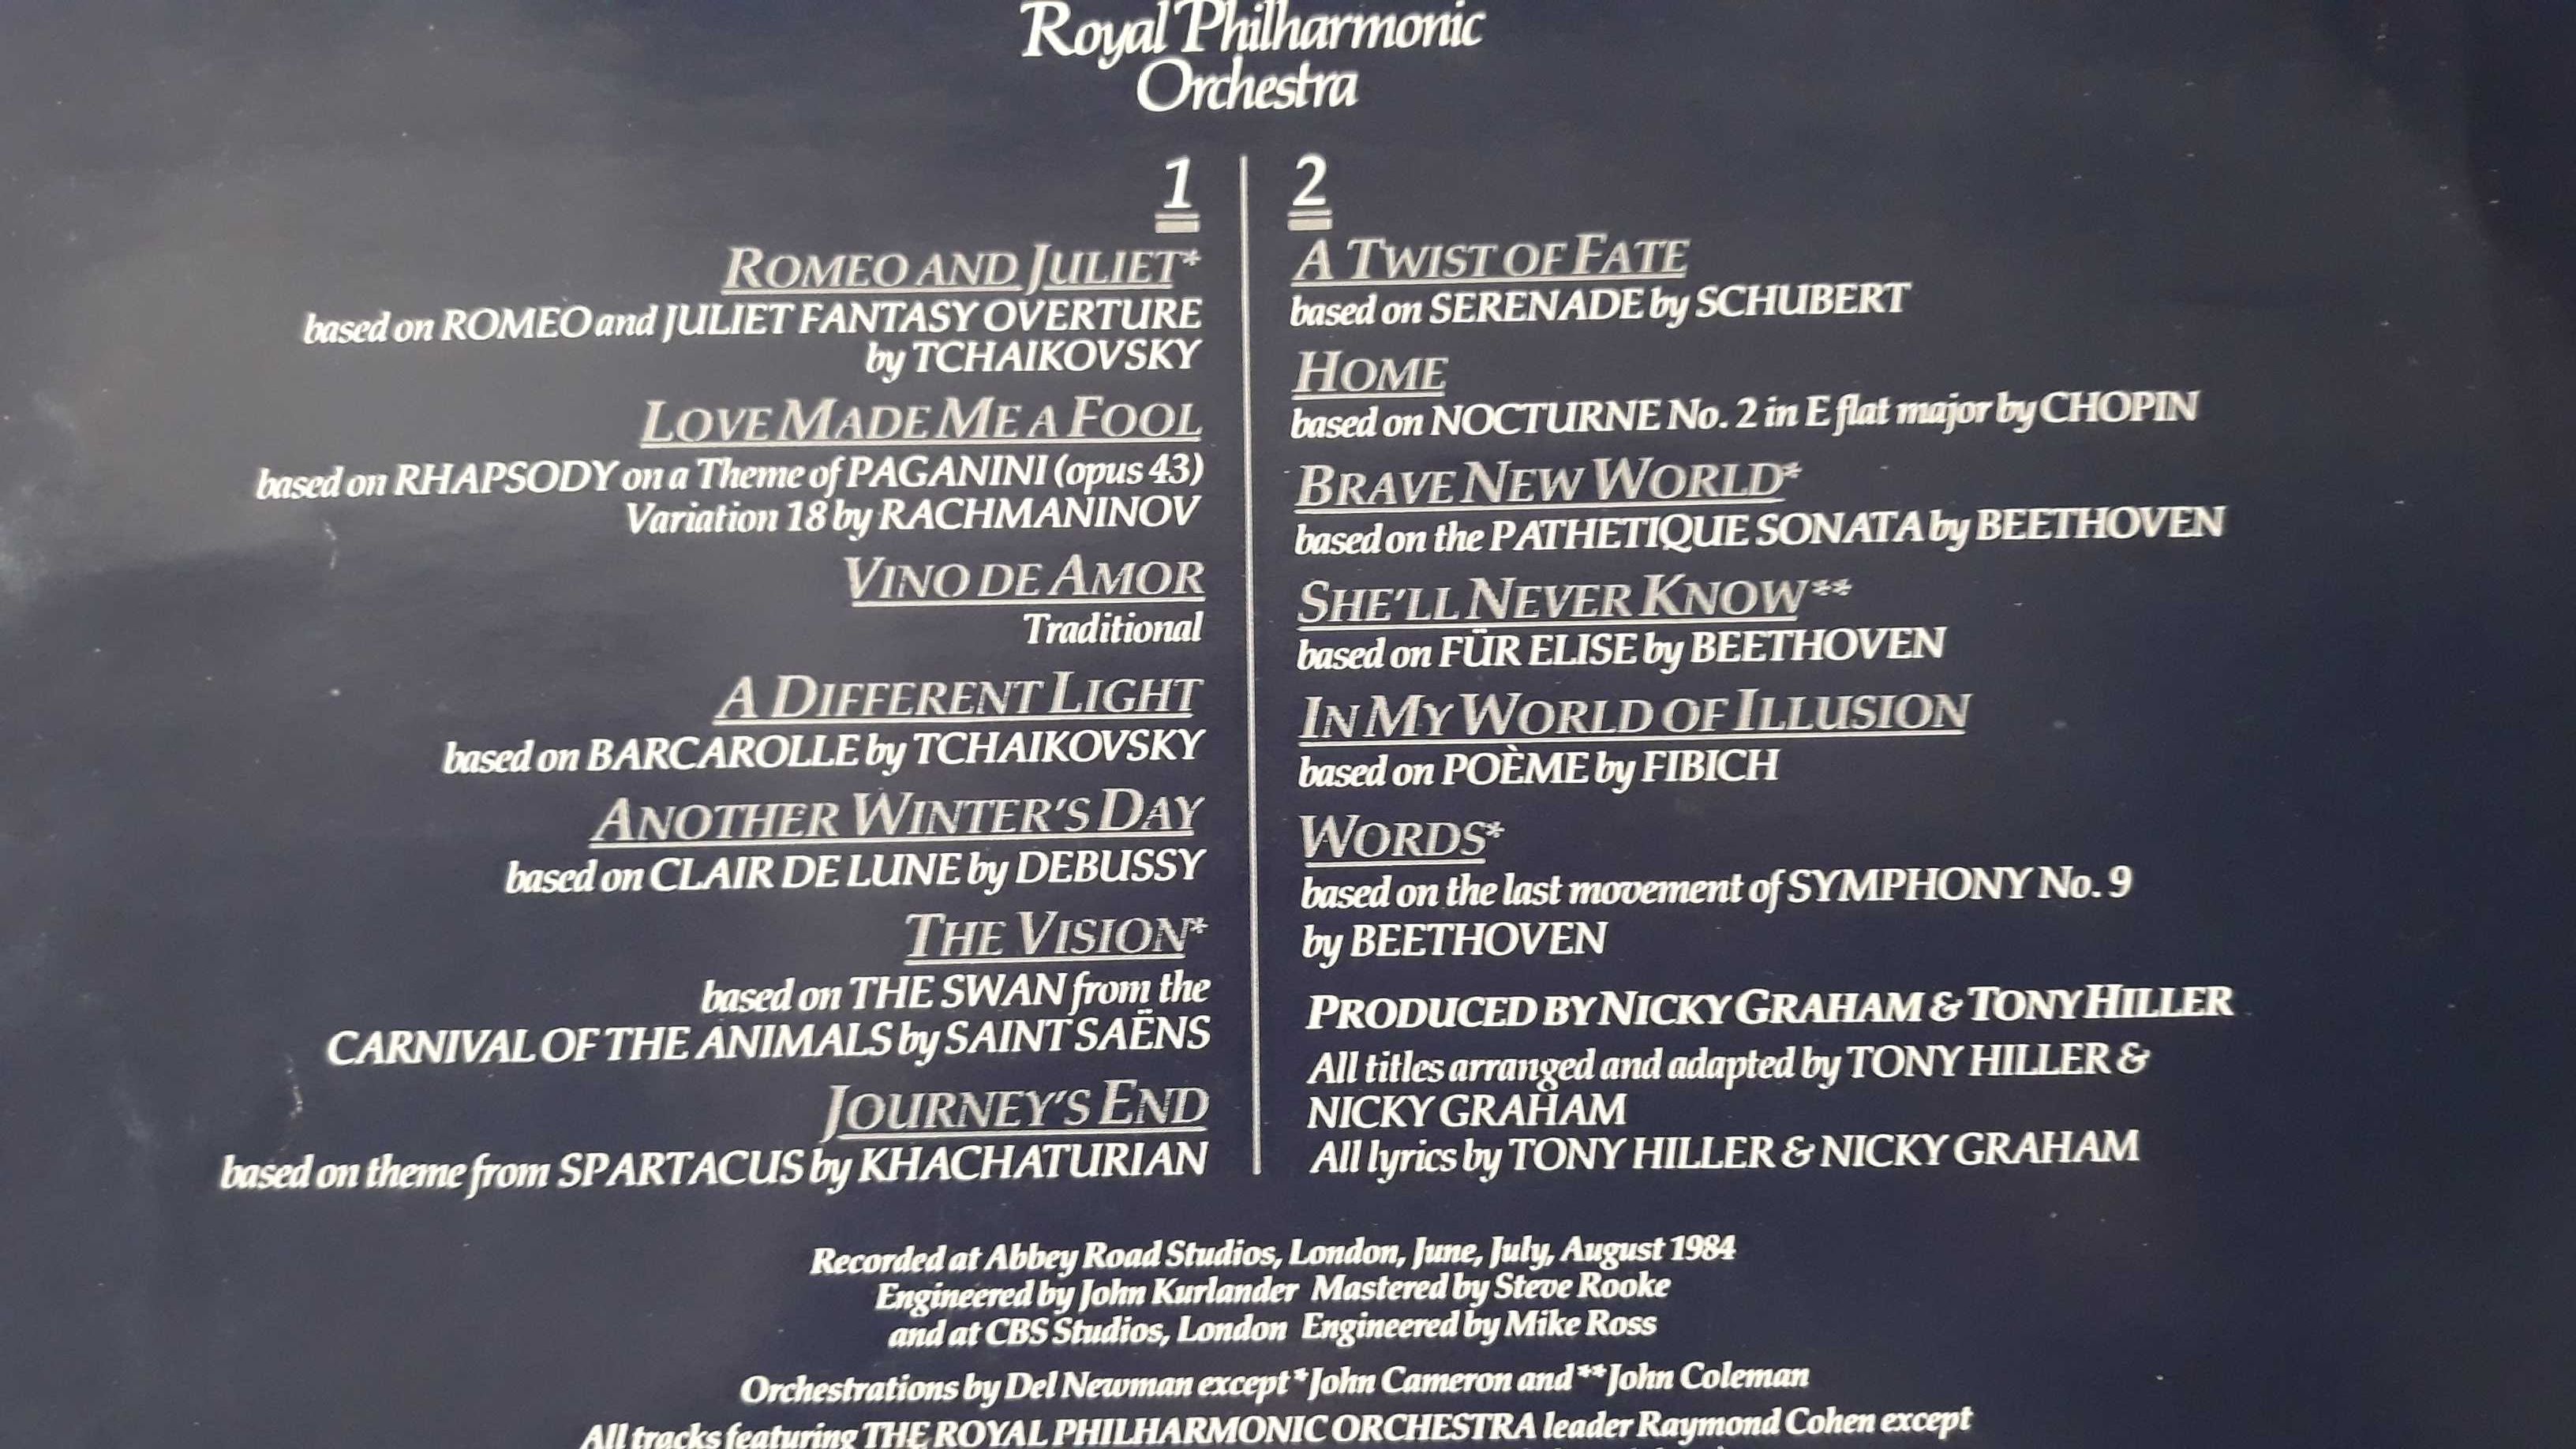 Royal Philharmonic
Orchestra
1
ROMEO AND JULIET*
based on ROMEO and JULIET FANTASY OVERTURE
by TCHAIKOVSKY
LOVE MADE ME A FOOL
based on RHAPSODY on a Theme of PAGANINI (opus 43)
Variation 18 by RACHMANINOV
VINO DE AMOR
Traditional
A DIFFERENT LIGHT
based on BARCAROLLE by TCHAIKOVSKY
ANOTHER WINTER'S DAY
based on CLAIR DE LUNE by DEBUSSY
THE VISION*
based on THE SWAN from the
CARNIVAL OF THE ANIMALS by SAINT SAËNS
JOURNEY'S END
based on theme from SPARTACUS by KHACHATURIAN
2
A TWIST OF FATE
based on SERENADE by SCHUBERT
HOME
based on NOCTURNE No. 2 in E flat major by CHOPIN
BRAVE NEW WORLD*
based on the PATHETIQUE SONATA by BEETHOVEN
SHE'LL NEVER KNOW**
based on FÜR ELISE by BEETHOVEN
IN MY WORLD OF ILLUSION
based on POÈME by FIBICH
WORDS*
based on the last movement of SYMPHONY No. 9
by BEETHOVEN
PRODUCED BY NICKY GRAHAM & TONY HILLER
All titles arranged and adapted by TONY HILLER &
NICKY GRAHAM
All lyrics by TONY HILLER & NICKY GRAHAM
Recorded at Abbey Road Studios, London, June, July, August 1984
Engineered by John Kurlander Mastered by Steve Rooke
and at CBS Studios, London Engineered by Mike Ross
Orchestrations by Del Newman except *John Cameron and **John Coleman
All tracks featuring THE ROYAL PHILHARMONIC ORCHESTRA leader Raymond Cohen except